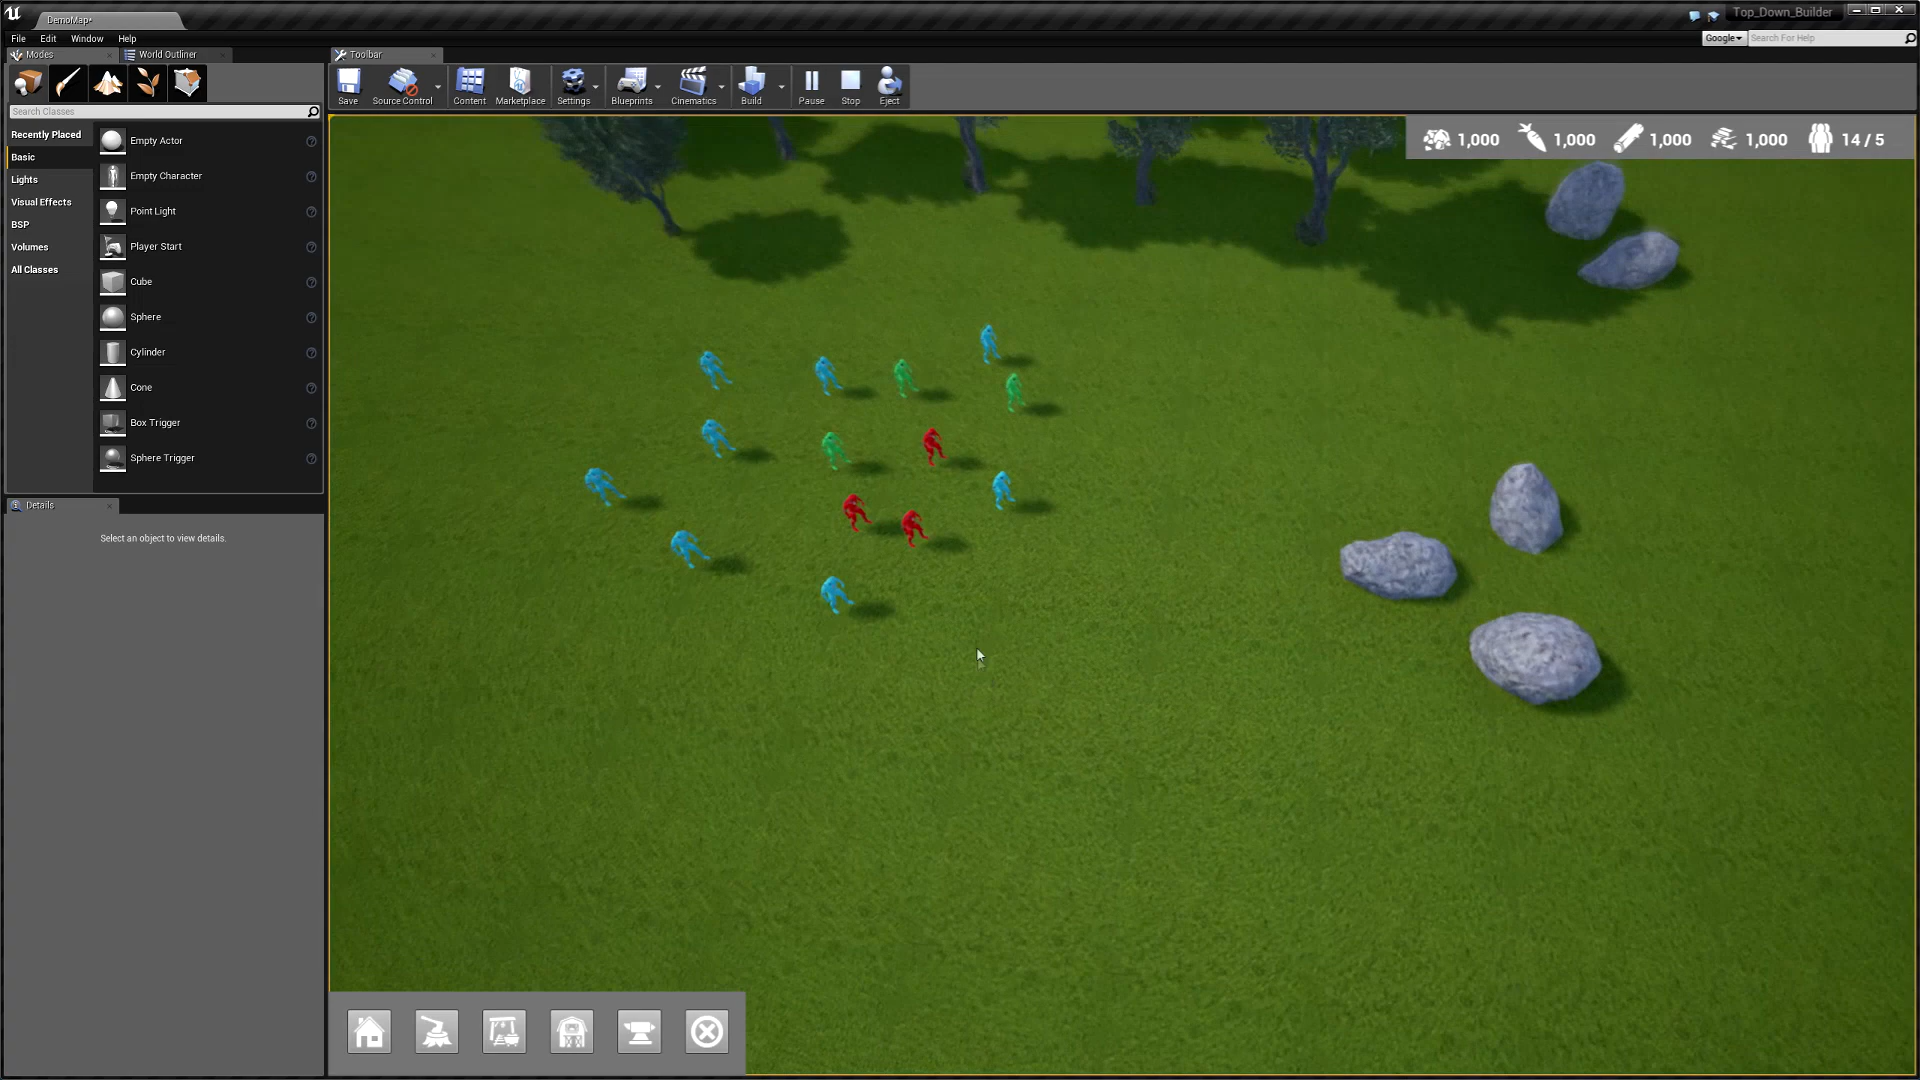 DemoMap*
Top_Down_Builder
File Edit Window Help
Google Search For Help
Modes
World Outliner
Toolbar
Save
Source Control
Content
Marketplace
Settings
Blueprints
Cinematics
Build
Pause
Stop
Eject
Search Classes
Recently Placed
Basic
Lights
Visual Effects
BSP
Volumes
All Classes
Empty Actor
Empty Character
Point Light
Player Start
Cube
Sphere
Cylinder
Cone
Box Trigger
Sphere Trigger
1,000
1,000
1,000
1,000
14 / 5
Details
Select an object to view details.